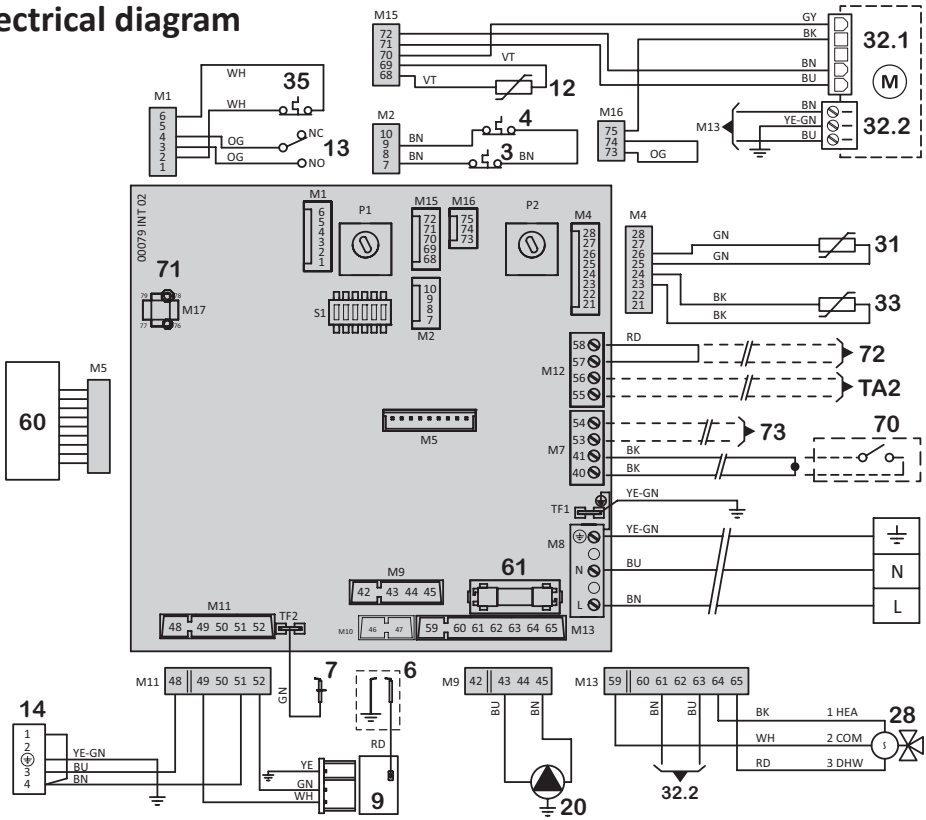 ectrical diagram
M15
72
71
70
69
68
VT
VT
12
GY
BK
BN
BU
32.1
M
M1
6
5
4
3
2
1
WH
WH
35
OG
OG
NC
NO
13
M2
10
9
8
7
BN
BN
4
3
BN
M16
75
74
73
OG
M13
BN
YE-GN
BU
32.2
00079 INT 02
M1
6
5
4
3
2
1
P1
M15
72
71
70
69
68
M16
75
74
73
P2
M4
28
27
26
25
24
23
22
21
M4
28
27
26
25
24
23
22
21
GN
GN
31
BK
BK
33
71
79
78
M17
77
76
S1
10
9
8
7
M2
M12
58
57
56
55
RD
72
TA2
M5
60
M5
M7
54
53
41
40
73
BK
BK
70
TF1
YE-GN
M8
N
L
YE-GN
BU
BN
N
L
61
M9
42 43 44 45
M11
48 49 50 51 52
TF2
M10
46 47
59 60 61 62 63 64 65
M13
M11
48 49 50 51 52
GN
7
6
RD
M9
42 43 44 45
BU
BN
20
M13
59 60 61 62 63 64 65
BN
BU
32.2
BK
1 HEA
WH
2 COM
RD
3 DHW
28
S
14
1
2
3
4
YE-GN
BU
BN
YE
GN
WH
9